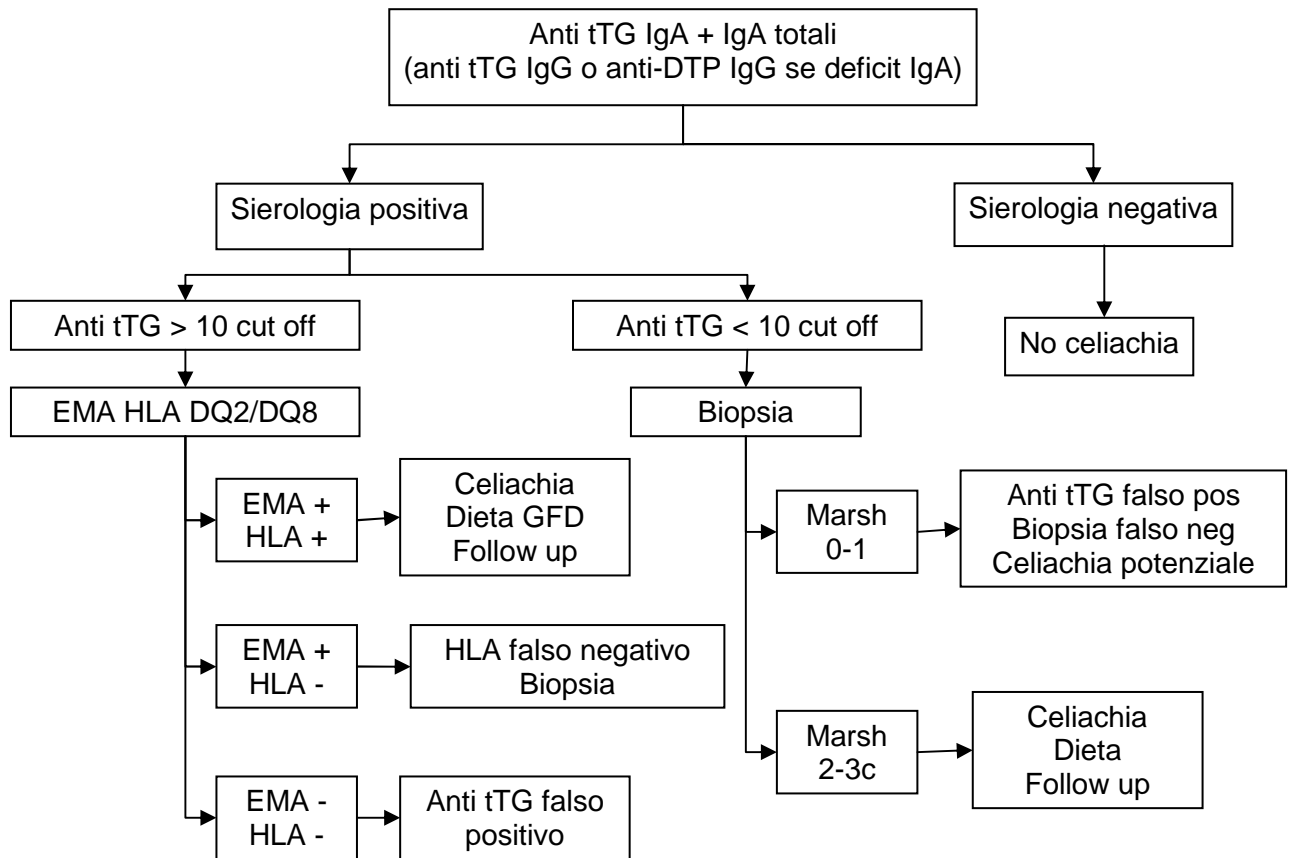 Anti tTG IgA + IgA totali
(anti tTG IgG o anti-DTP IgG se deficit IgA)
Sierologia positiva
Sierologia negativa
Anti tTG > 10 cut off
Anti tTG < 10 cut off
No celiachia
EMA HLA DQ2/DQ8
Biopsia
EMA +
HLA +
Celiachia
Dieta GFD
Follow up
Marsh
0-1
Anti tTG falso pos
Biopsia falso neg
Celiachia potenziale
EMA +
HLA -
HLA falso negativo
Biopsia
Marsh
2-3c
Celiachia
Dieta
Follow up
EMA -
HLA -
Anti tTG falso
positivo